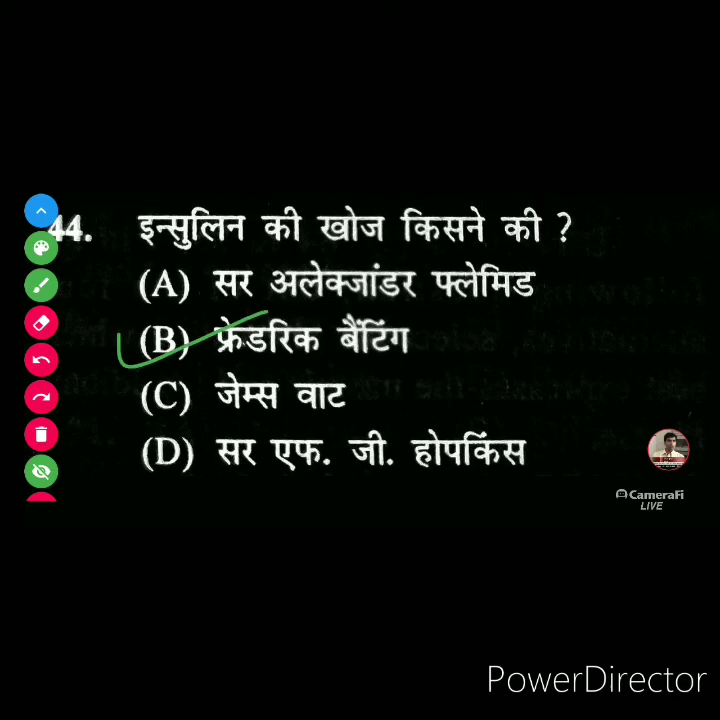 44. इन्सुलिन की खोज किसने की ?
(A) सर अलेक्जांडर फ्लेमिड
(B) फ्रेडरिक बैंटिंग
(C) जेम्स वाट
(D) सर एफ. जी. होपकिंस
CameraFi
LIVE
PowerDirector